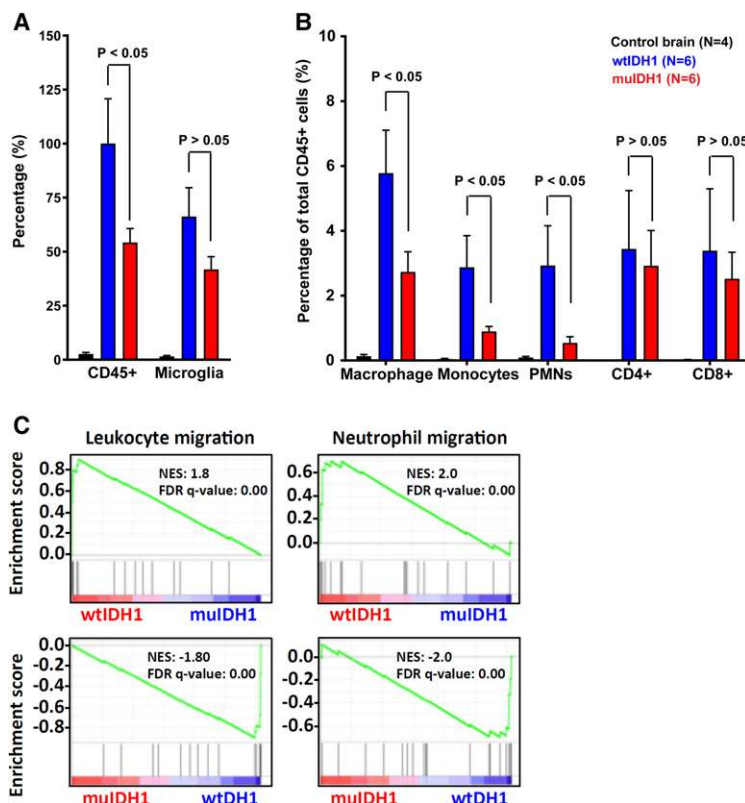 A
Percentage (%)
150
125
100
75
50
25
0
P < 0.05
P > 0.05
CD45+ Microglia
B
Percentage of total CD45+ cells (%)
10
8
6
4
2
0
Control brain (N=4)
wtIDH1 (N=6)
muIDH1 (N=6)
P < 0.05
P < 0.05
P < 0.05
P > 0.05
P > 0.05
Macrophage Monocytes PMNs CD4+ CD8+
C
Leukocyte migration
Enrichment score
0.8
0.6
0.4
0.2
0.0
NES: 1.8
FDR q-value: 0.00
wtIDH1 muIDH1
Neutrophil migration
Enrichment score
0.6
0.4
0.2
0.0
NES: 2.0
FDR q-value: 0.00
wtIDH1 muIDH1
Enrichment score
0.0
-0.2
-0.4
-0.6
-0.8
NES: -1.80
FDR q-value: 0.00
muIDH1 wtDH1
Enrichment score
0.0
-0.2
-0.4
-0.6
NES: -2.0
FDR q-value: 0.00
muIDH1 wtDH1